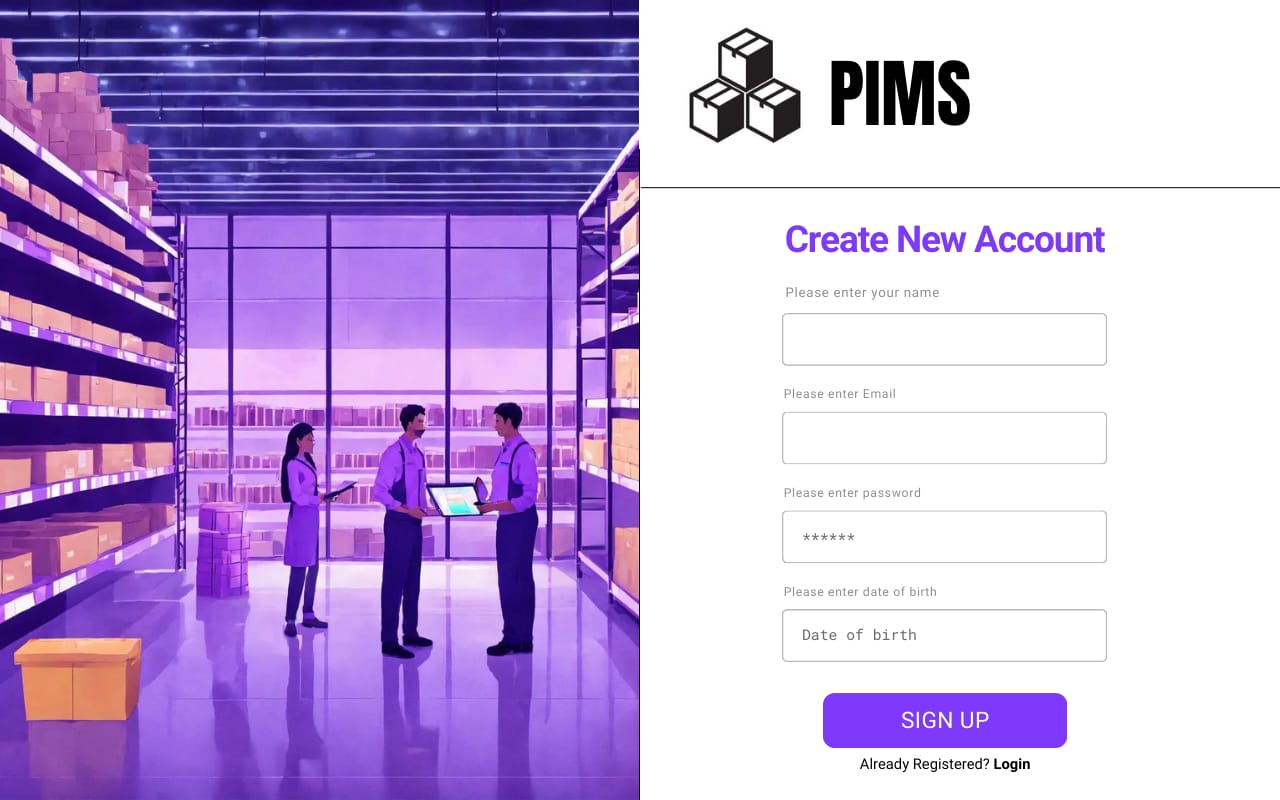 PIMS
Create New Account
Please enter your name
Please enter Email
Please enter password
******
Please enter date of birth
Date of birth
SIGN UP
Already Registered? Login